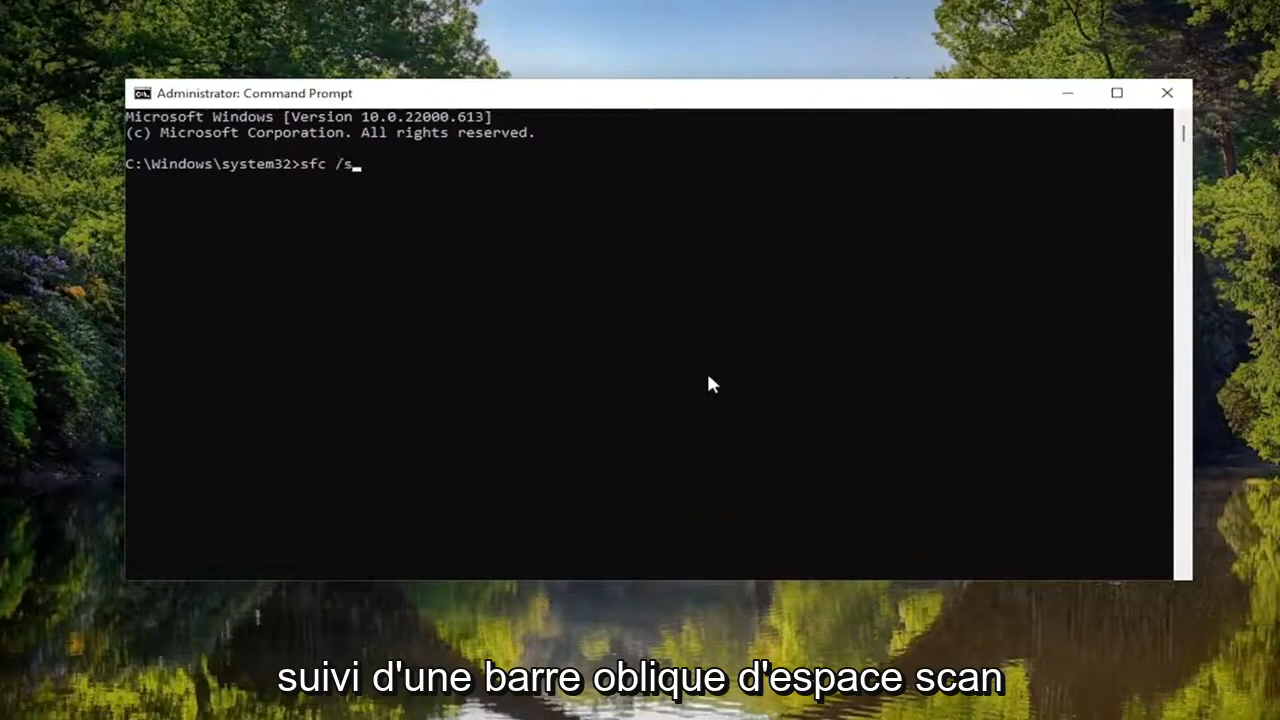 Administrator: Command Prompt
Microsoft Windows [Version 10.0.22000.613]
(c) Microsoft Corporation. All rights reserved.
C:\Windows\system32>sfc /s
suivi d'une barre oblique d'espace scan